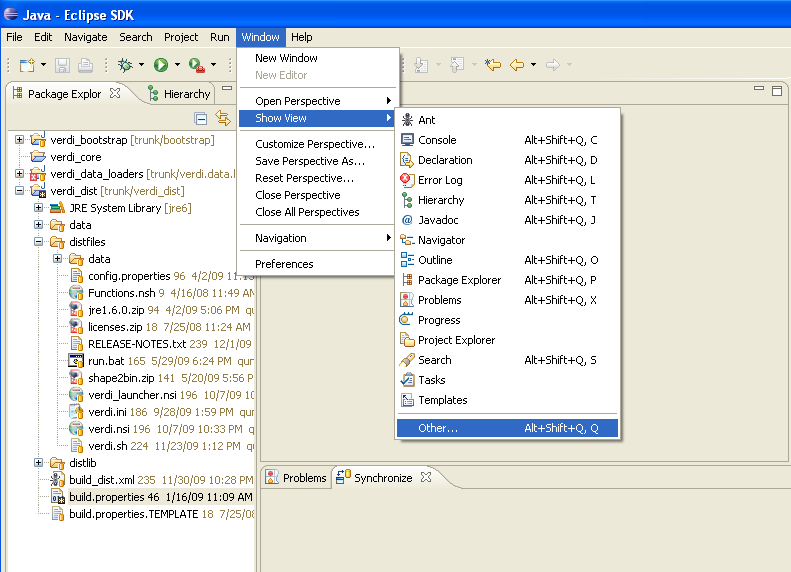 Java - Eclipse SDK
File Edit Navigate Search Project Run Window Help
New Window
New Editor
Open Perspective
Show View
Customize Perspective...
Save Perspective As...
Reset Perspective...
Close Perspective
Close All Perspectives
Navigation
Preferences
Ant
Console Alt+Shift+Q, C
Declaration Alt+Shift+Q, D
Error Log Alt+Shift+Q, L
Hierarchy Alt+Shift+Q, T
Javadoc Alt+Shift+Q, J
Navigator
Outline Alt+Shift+Q, O
Package Explorer Alt+Shift+Q, P
Problems Alt+Shift+Q, X
Progress
Project Explorer
Search Alt+Shift+Q, S
Tasks
Templates
Other... Alt+Shift+Q, Q
Package Explor Hierarchy
verdi_bootstrap [trunk/bootstrap]
verdi_core
verdi_data_loaders [trunk/verdi.data.l
verdi_dist [trunk/verdi_dist]
JRE System Library [jre6]
data
distfiles
data
config.properties 96 4/2/09 11:13
Functions.nsh 9 4/16/08 11:49 AM
jre1.6.0.zip 94 4/2/09 5:06 PM qu
licenses.zip 18 7/25/08 11:24 AM
RELEASE-NOTES.txt 239 12/1/09
run.bat 165 5/29/09 6:24 PM qur
shape2bin.zip 141 5/20/09 5:56 P
verdi_launcher.nsi 196 10/7/09 10
verdi.ini 186 9/28/09 1:59 PM qu
verdi.nsi 196 10/7/09 10:33 PM q
verdi.sh 224 11/23/09 1:12 PM qu
distlib
build_dist.xml 235 11/30/09 10:28 PM
build.properties 46 1/16/09 11:09 AM
build.properties.TEMPLATE 18 7/25/08
Problems Synchronize